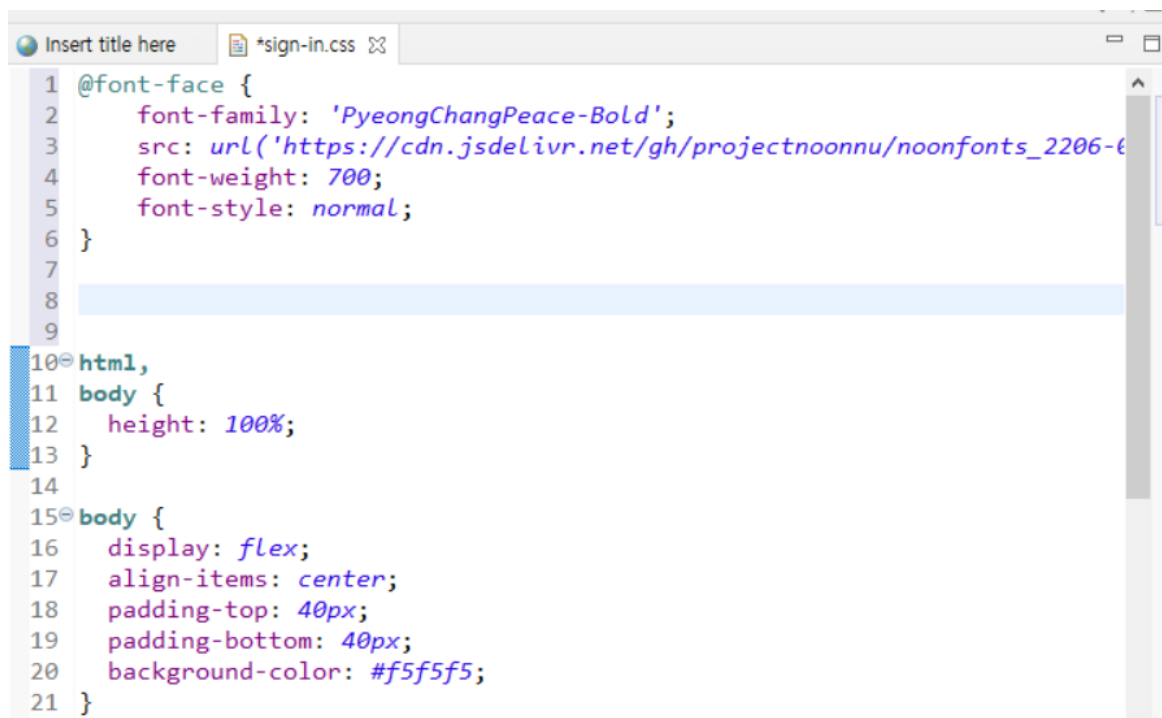 Insert title here *sign-in.css
1 @font-face {
2 font-family: 'PyeongChangPeace-Bold';
3 src: url('https://cdn.jsdelivr.net/gh/projectnoonnu/noonfonts_2206-
4 font-weight: 700;
5 font-style: normal;
6 }
7
8
9
10 html,
11 body {
12 height: 100%;
13 }
14
15 body {
16 display: flex;
17 align-items: center;
18 padding-top: 40px;
19 padding-bottom: 40px;
20 background-color: #f5f5f5;
21 }